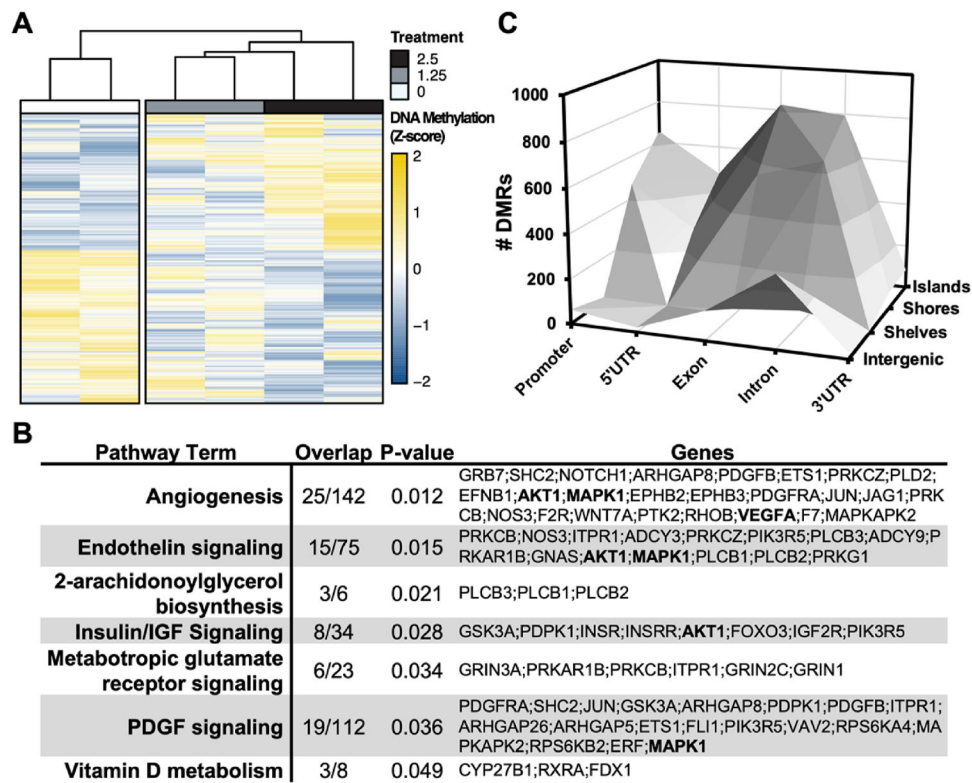 A
Treatment
2.5
1.25
0
DNA Methylation
(Z-score)
2
1
0
−1
−2
C
# DMRs
1000
800
600
400
200
0
Promoter
5'UTR
Exon
Intron
3'UTR
Islands
Shores
Shelves
Intergenic
B
Pathway Term Overlap P-value Genes
Angiogenesis 25/142 0.012
GRB7;SHC2;NOTCH1;ARHGAP8;PDGFB;ETS1;PRKCZ;PLD2;
EFNB1;AKT1;MAPK1;EPHB2;EPHB3;PDGFRA;JUN;JAG1;PRK
CB;NOS3;F2R;WNT7A;PTK2;RHOB;VEGFA;F7;MAPKAPK2
Endothelin signaling 15/75 0.015
PRKCB;NOS3;ITPR1;ADCY3;PRKCZ;PIK3R5;PLCB3;ADCY9;P
RKAR1B;GNAS;AKT1;MAPK1;PLCB1;PLCB2;PRKG1
2-arachidonoylglycerol
biosynthesis 3/6 0.021 PLCB3;PLCB1;PLCB2
Insulin/IGF Signaling 8/34 0.028 GSK3A;PDPK1;INSR;INSRR;AKT1;FOXO3;IGF2R;PIK3R5
Metabotropic glutamate
receptor signaling 6/23 0.034 GRIN3A;PRKAR1B;PRKCB;ITPR1;GRIN2C;GRIN1
PDGF signaling 19/112 0.036
PDGFRA;SHC2;JUN;GSK3A;ARHGAP8;PDPK1;PDGFB;ITPR1;
ARHGAP26;ARHGAP5;ETS1;FLI1;PIK3R5;VAV2;RPS6KA4;MA
PKAPK2;RPS6KB2;ERF;MAPK1
Vitamin D metabolism 3/8 0.049 CYP27B1;RXRA;FDX1